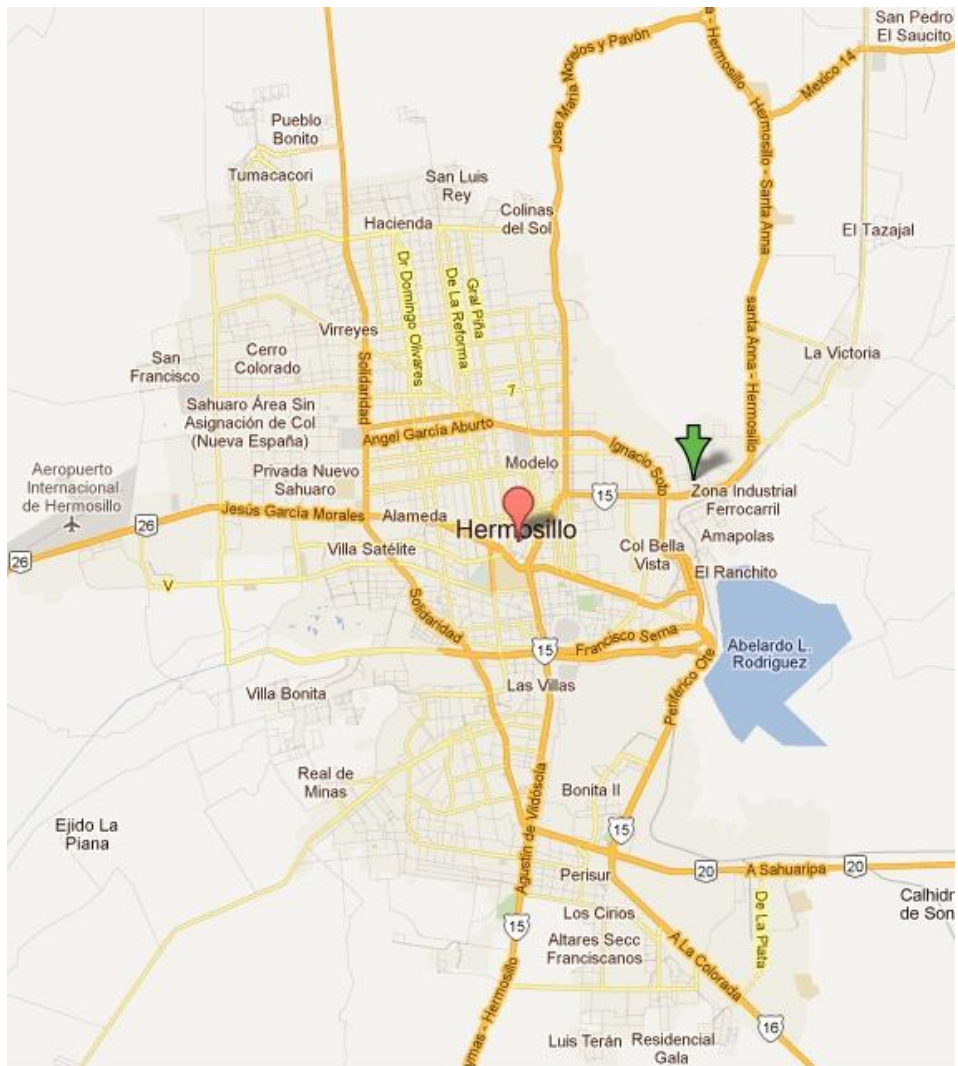 San Pedro
El Saucito
a - Hermosillo
Jose Maria Morelos y Pavón
Mexico 14
Pueblo
Bonito
Hermosillo - Santa Anna
Tumacacori
San Luis
Rey
Colinas
del Sol
Hacienda
El Tazajal
Dr Domingo Olivares
De La Reforma
Gral Piña
Virreyes
santa Anna - Hermosillo
La Victoria
Cerro
Colorado
San
Francisco
Solidaridad
7
Sahuaro Área Sin
Asignación de Col
(Nueva España)
Angel García Aburto
Ignacio Soto
Modelo
Aeropuerto
Internacional
de Hermosillo
Privada Nuevo
Sahuaro
15
Zona Industrial
Ferrocarril
Jesús García Morales
Alameda
26
Hermosillo
Amapolas
Villa Satélite
Col Bella
Vista
26
V
El Ranchito
Solidaridad
Francisco Serna
Abelardo L.
Rodriguez
15
Las Villas
Periférico Ote
Villa Bonita
Real de
Minas
Bonita II
Agustín de Vildósola
Ejido La
Piana
15
20
A Sahuaripa
20
Perisur
De La Plata
Calhidr
de Son
Los Cirios
15
Altares Secc
Franciscanos
A La Colorada
16
ymas - Hermosillo
Luis Terán
Residencial
Gala